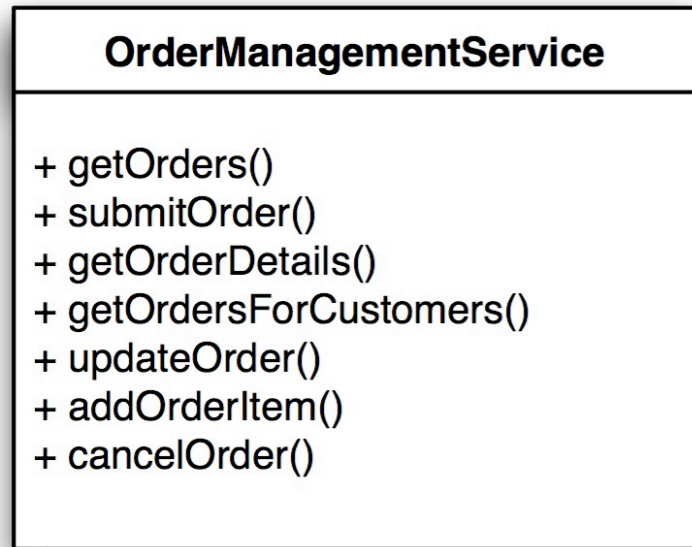 OrderManagementService
+ getOrders()
+ submitOrder()
+ getOrderDetails()
+ getOrdersForCustomers()
+ updateOrder()
+ addOrderItem()
+ cancelOrder()